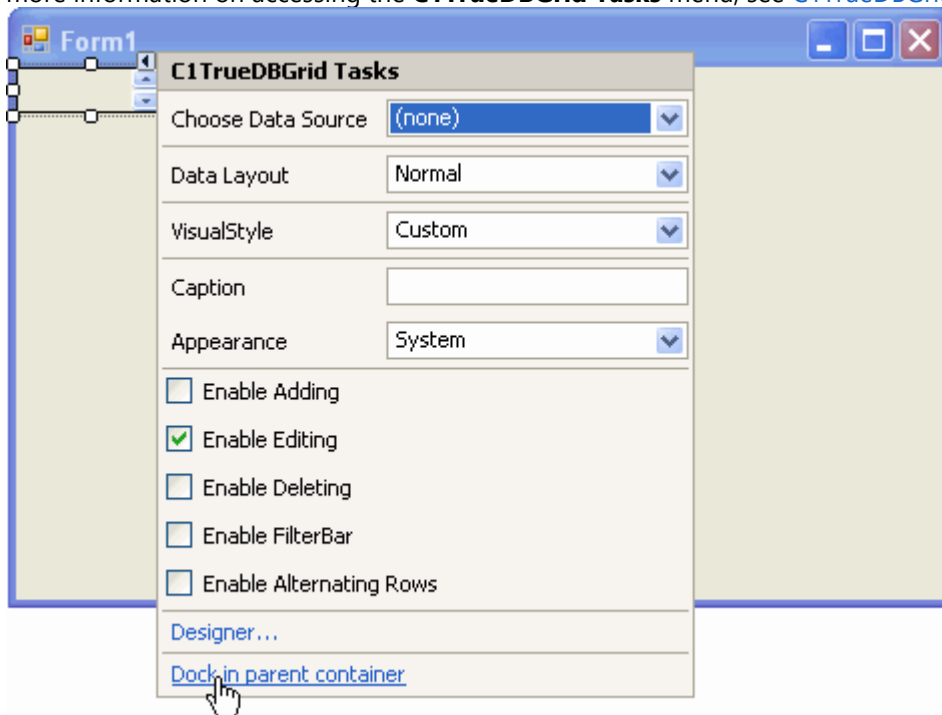 more information on accessing the C1TrueDBGrid Tasks menu, see C1TrueDBGri
Form1
C1TrueDBGrid Tasks
Choose Data Source (none)
Data Layout Normal
VisualStyle Custom
Caption
Appearance System
Enable Adding
Enable Editing
Enable Deleting
Enable FilterBar
Enable Alternating Rows
Designer...
Dock in parent container